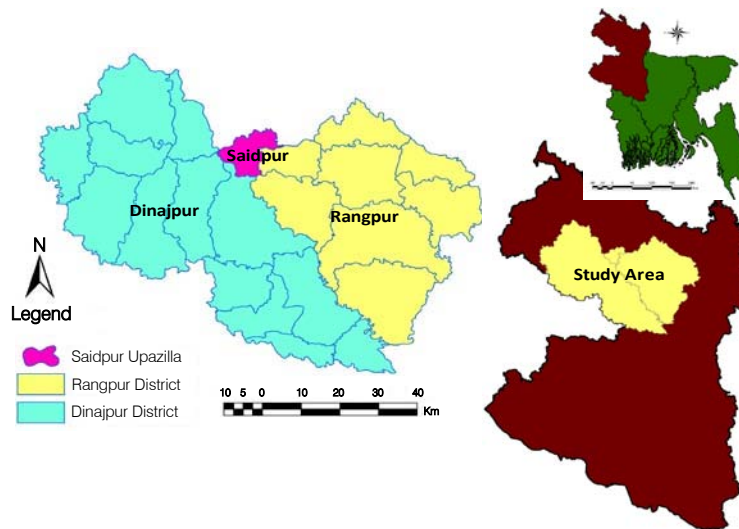 Saidpur
Dinajpur
Rangpur
N
Legend
Saidpur Upazilla
Rangpur District
Dinajpur District
10 5 0 10 20 30 40
Km
Study Area